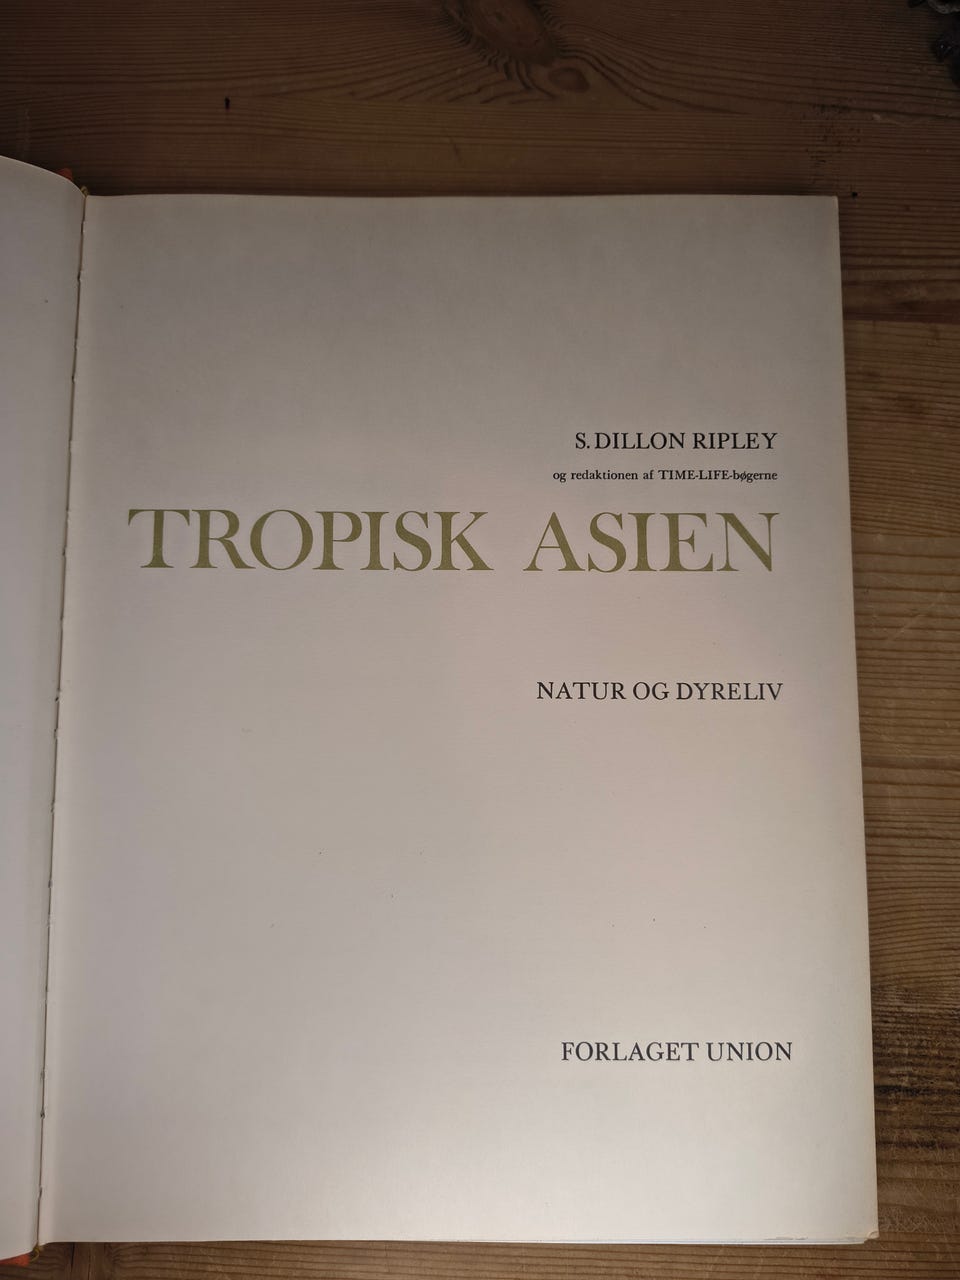 S. DILLON RIPLEY
og redaktionen af TIME-LIFE-bøgerne
TROPISK ASIEN
NATUR OG DYRELIV
FORLAGET UNION